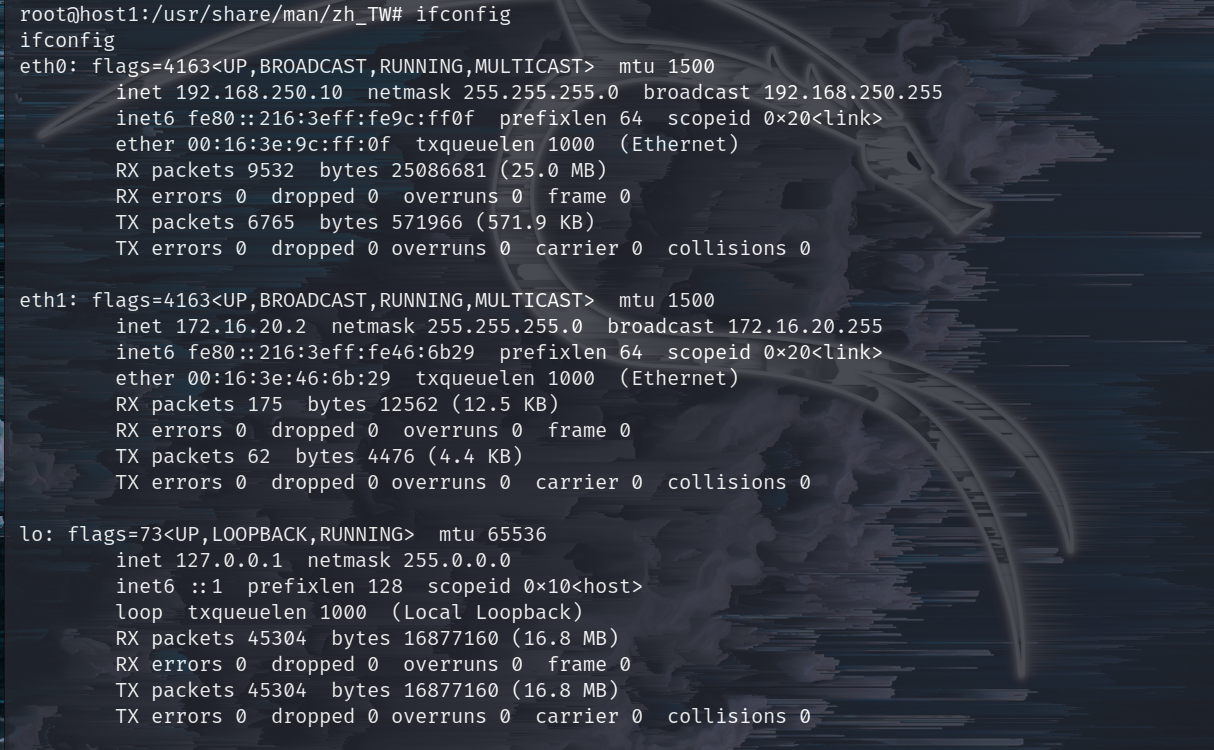 root@host1:/usr/share/man/zh_TW# ifconfig
ifconfig
eth0: flags=4163<UP,BROADCAST,RUNNING,MULTICAST>  mtu 1500
        inet 192.168.250.10  netmask 255.255.255.0  broadcast 192.168.250.255
        inet6 fe80::216:3eff:fe9c:ff0f  prefixlen 64  scopeid 0×20<link>
        ether 00:16:3e:9c:ff:0f  txqueuelen 1000  (Ethernet)
        RX packets 9532  bytes 25086681 (25.0 MB)
        RX errors 0  dropped 0  overruns 0  frame 0
        TX packets 6765  bytes 571966 (571.9 KB)
        TX errors 0  dropped 0 overruns 0  carrier 0  collisions 0

eth1: flags=4163<UP,BROADCAST,RUNNING,MULTICAST>  mtu 1500
        inet 172.16.20.2  netmask 255.255.255.0  broadcast 172.16.20.255
        inet6 fe80::216:3eff:fe46:6b29  prefixlen 64  scopeid 0×20<link>
        ether 00:16:3e:46:6b:29  txqueuelen 1000  (Ethernet)
        RX packets 175  bytes 12562 (12.5 KB)
        RX errors 0  dropped 0  overruns 0  frame 0
        TX packets 62  bytes 4476 (4.4 KB)
        TX errors 0  dropped 0 overruns 0  carrier 0  collisions 0

lo: flags=73<UP,LOOPBACK,RUNNING>  mtu 65536
        inet 127.0.0.1  netmask 255.0.0.0
        inet6 ::1  prefixlen 128  scopeid 0×10<host>
        loop  txqueuelen 1000  (Local Loopback)
        RX packets 45304  bytes 16877160 (16.8 MB)
        RX errors 0  dropped 0  overruns 0  frame 0
        TX packets 45304  bytes 16877160 (16.8 MB)
        TX errors 0  dropped 0 overruns 0  carrier 0  collisions 0